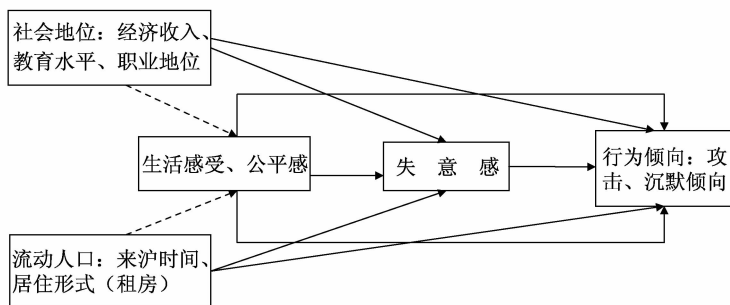 社会地位：经济收入、
教育水平、职业地位
生活感受、公平感
失 意 感
行为倾向：攻
击、沉默倾向
流动人口：来沪时间、
居住形式（租房）